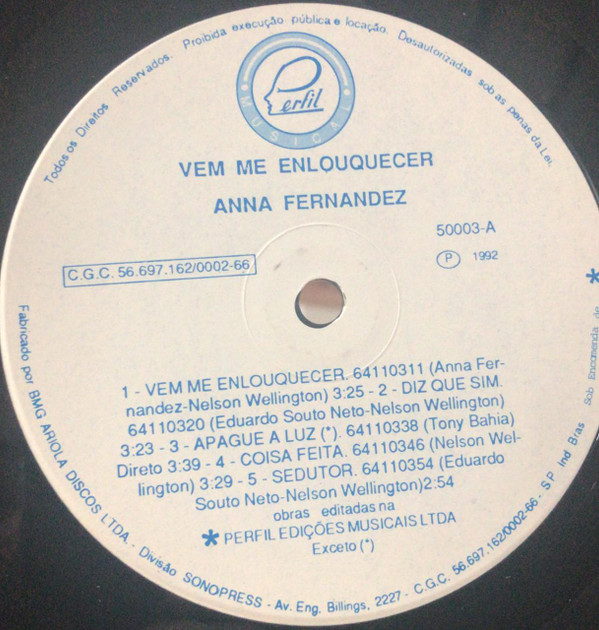 Todos os Direitos Reservados. Proibida execução pública e locação. Desautorizadas sob as penas da Lei.
Perfil
MUSICAL
VEM ME ENLOUQUECER
ANNA FERNANDEZ
50003-A
C.G.C. 56.697.162/0002-66
P 1992
1 - VEM ME ENLOUQUECER. 64110311 (Anna Fer-
nandez-Nelson Wellington) 3:25 - 2 - DIZ QUE SIM.
64110320 (Eduardo Souto Neto-Nelson Wellington)
3:23 - 3 - APAGUE A LUZ (*). 64110338 (Tony Bahia)
Direto 3:39 - 4 - COISA FEITA. 64110346 (Nelson Wel-
lington) 3:29 - 5 - SEDUTOR. 64110354 (Eduardo
Souto Neto-Nelson Wellington)2:54
obras editadas na
* PERFIL EDIÇÕES MUSICAIS LTDA
Exceto (*)
Fabricado por BMG ARIOLA DISCOS LTDA. - Divisão SONOPRESS - Av. Eng. Billings, 2227 - C.G.C. 56.697.162/0002-66 - S P Ind Bras Sob Encomenda de *